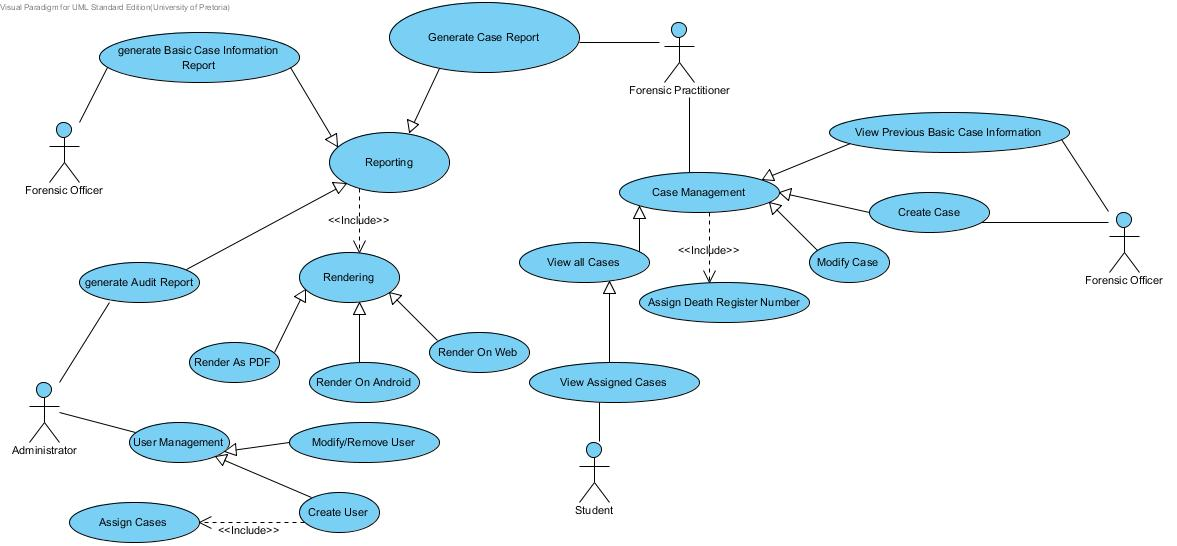 Visual Paradigm for UML Standard Edition(University of Pretoria)
generate Basic Case Information
Report
Generate Case Report
Forensic Practitioner
View Previous Basic Case Information
Forensic Officer
Reporting
Case Management
Create Case
<<Include>>
<<Include>>
View all Cases
Modify Case
Forensic Officer
generate Audit Report
Rendering
Assign Death Register Number
Render As PDF
Render On Web
Render On Android
View Assigned Cases
Administrator
User Management
Modify/Remove User
Student
Create User
Assign Cases
<<Include>>